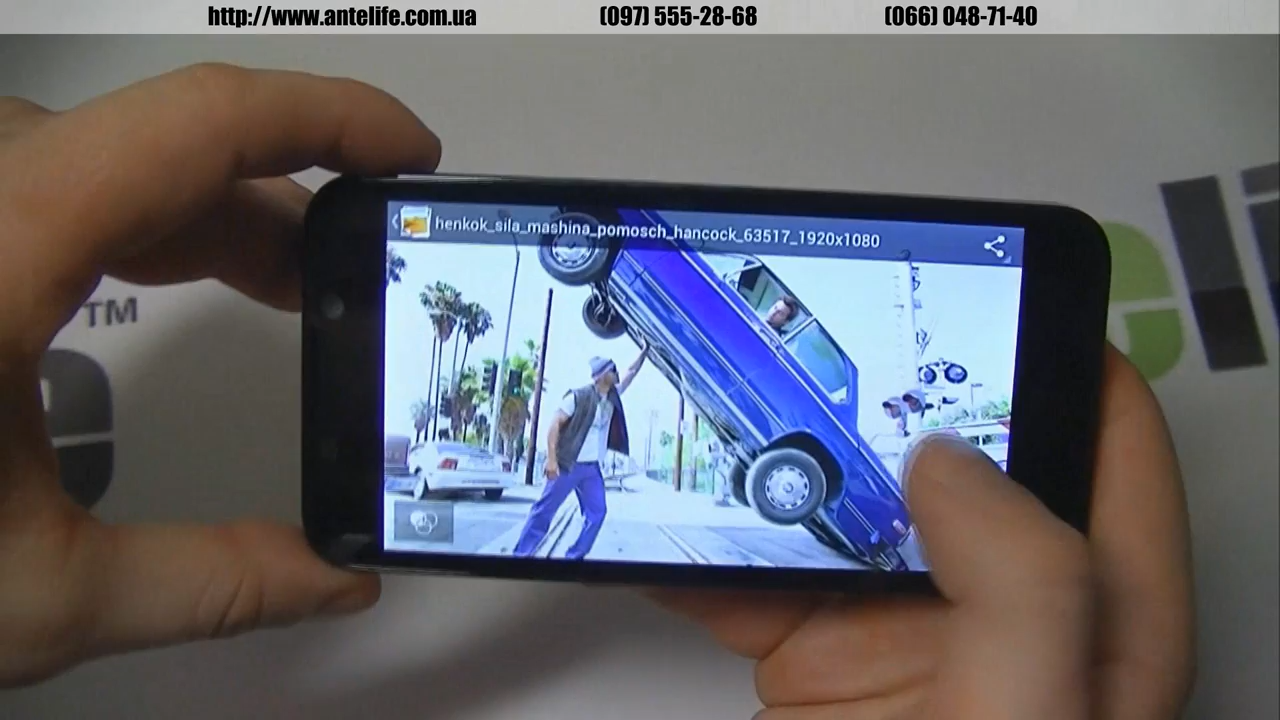 http://www.antelife.com.ua (097) 555-28-68 (066) 048-71-40
henkok_sila_mashina_pomosch_hancock_63517_1920x1080
TM